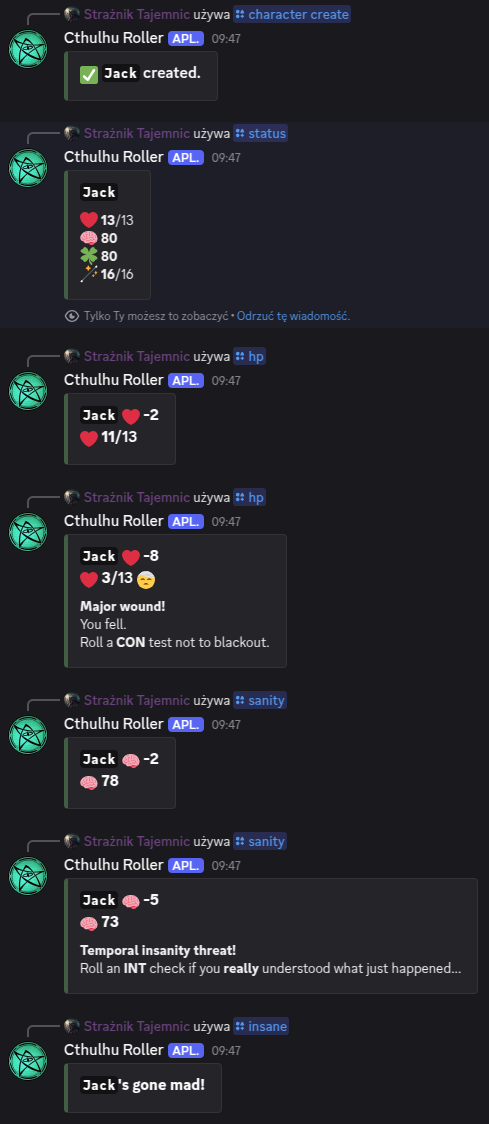 Strażnik Tajemnic używa character create
Cthulhu Roller APL. 09:47
Jack created.
Strażnik Tajemnic używa status
Cthulhu Roller APL. 09:47
Jack
13/13
80
80
16/16
Tylko Ty możesz to zobaczyć • Odrzuć tę wiadomość.
Strażnik Tajemnic używa hp
Cthulhu Roller APL. 09:47
Jack -2
11/13
Strażnik Tajemnic używa hp
Cthulhu Roller APL. 09:47
Jack -8
3/13
Major wound!
You fell.
Roll a CON test not to blackout.
Strażnik Tajemnic używa sanity
Cthulhu Roller APL. 09:47
Jack -2
78
Strażnik Tajemnic używa sanity
Cthulhu Roller APL. 09:47
Jack -5
73
Temporal insanity threat!
Roll an INT check if you really understood what just happened...
Strażnik Tajemnic używa insane
Cthulhu Roller APL. 09:47
Jack's gone mad!